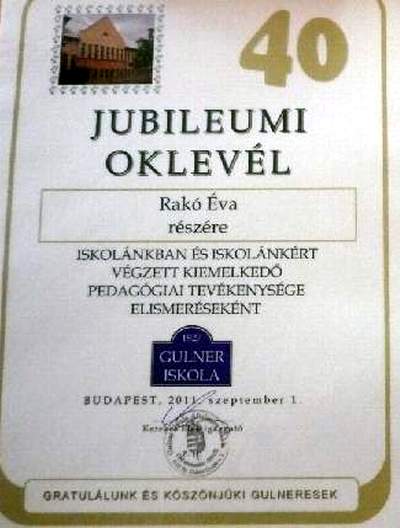 40
JUBILEUMI
OKLEVÉL
Rakó Éva
részére
ISKOLÁNKBAN ÉS ISKOLÁNKÉRT
VÉGZETT KIEMELKEDŐ
PEDAGÓGIAI TEVÉKENYSÉGE
ELISMERÉSEKÉNT
GULNER
ISKOLA
BUDAPEST, 2011. szeptember 1.
GRATULÁLUNK ÉS KÖSZÖNJÜK! GULNERESEK